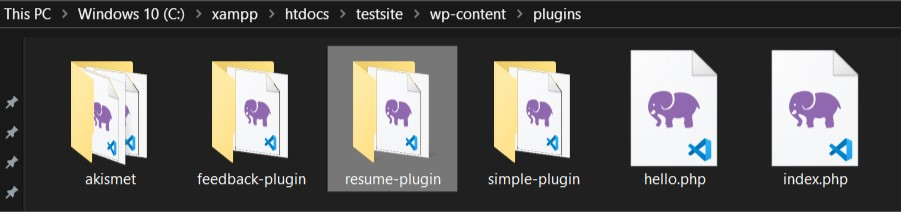 This PC > Windows 10 (C:) > xampp > htdocs > testsite > wp-content > plugins
akismet feedback-plugin resume-plugin simple-plugin hello.php index.php